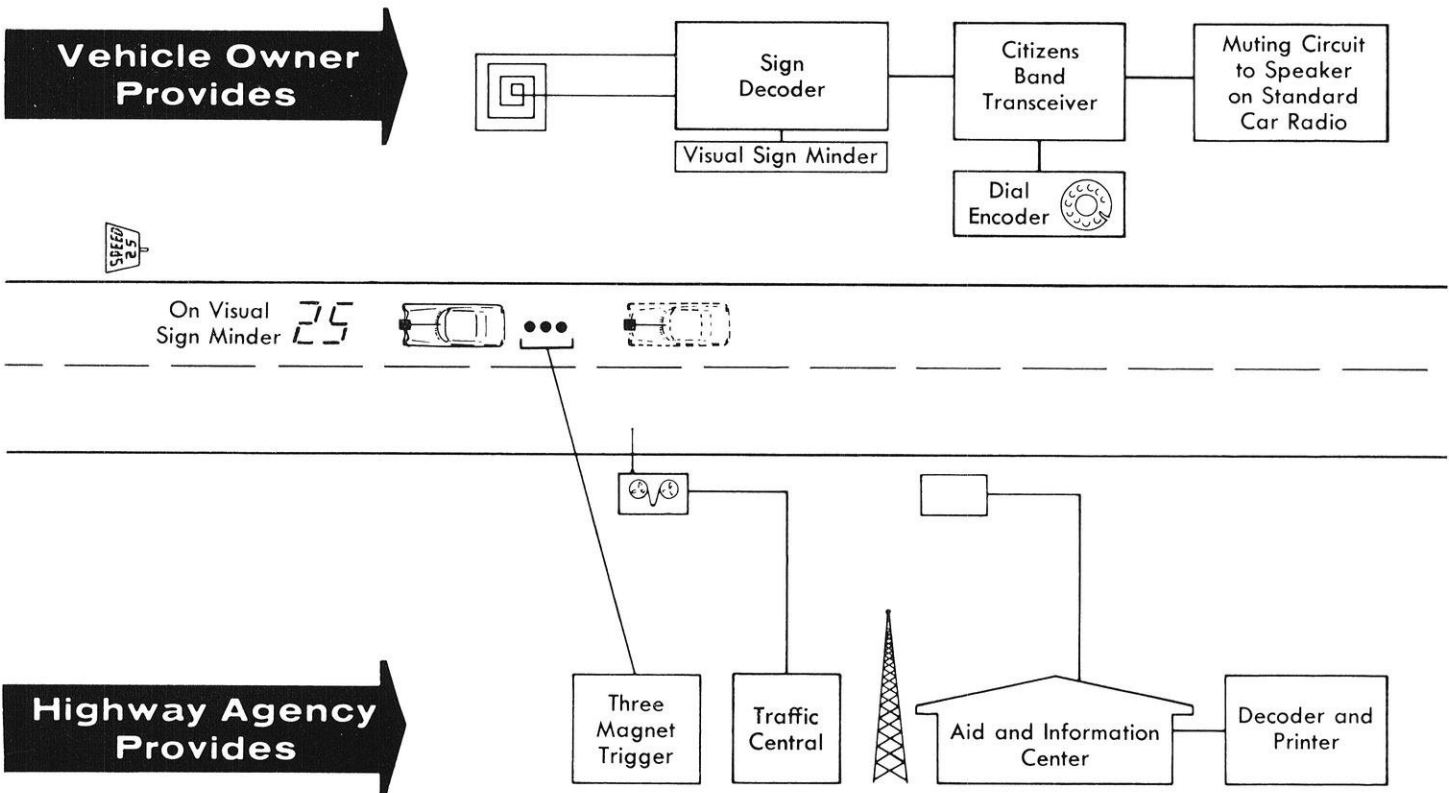 Vehicle Owner
Provides
Sign
Decoder
Citizens
Band
Transceiver
Muting Circuit
to Speaker
on Standard
Car Radio
Visual Sign Minder
Dial
Encoder
SPEED
25
On Visual
Sign Minder
25
Highway Agency
Provides
Three
Magnet
Trigger
Traffic
Central
Aid and Information
Center
Decoder and
Printer